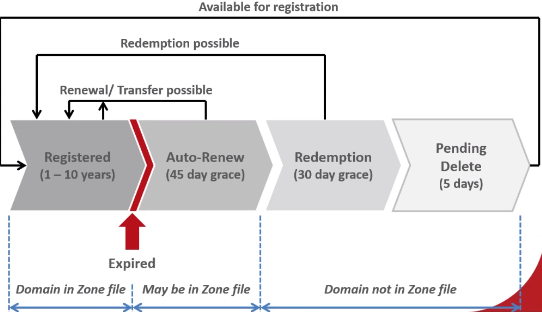 Available for registration
Redemption possible
Renewal/ Transfer possible
Registered
(1 – 10 years)
Auto-Renew
(45 day grace)
Redemption
(30 day grace)
Pending
Delete
(5 days)
Expired
Domain in Zone file
May be in Zone file
Domain not in Zone file